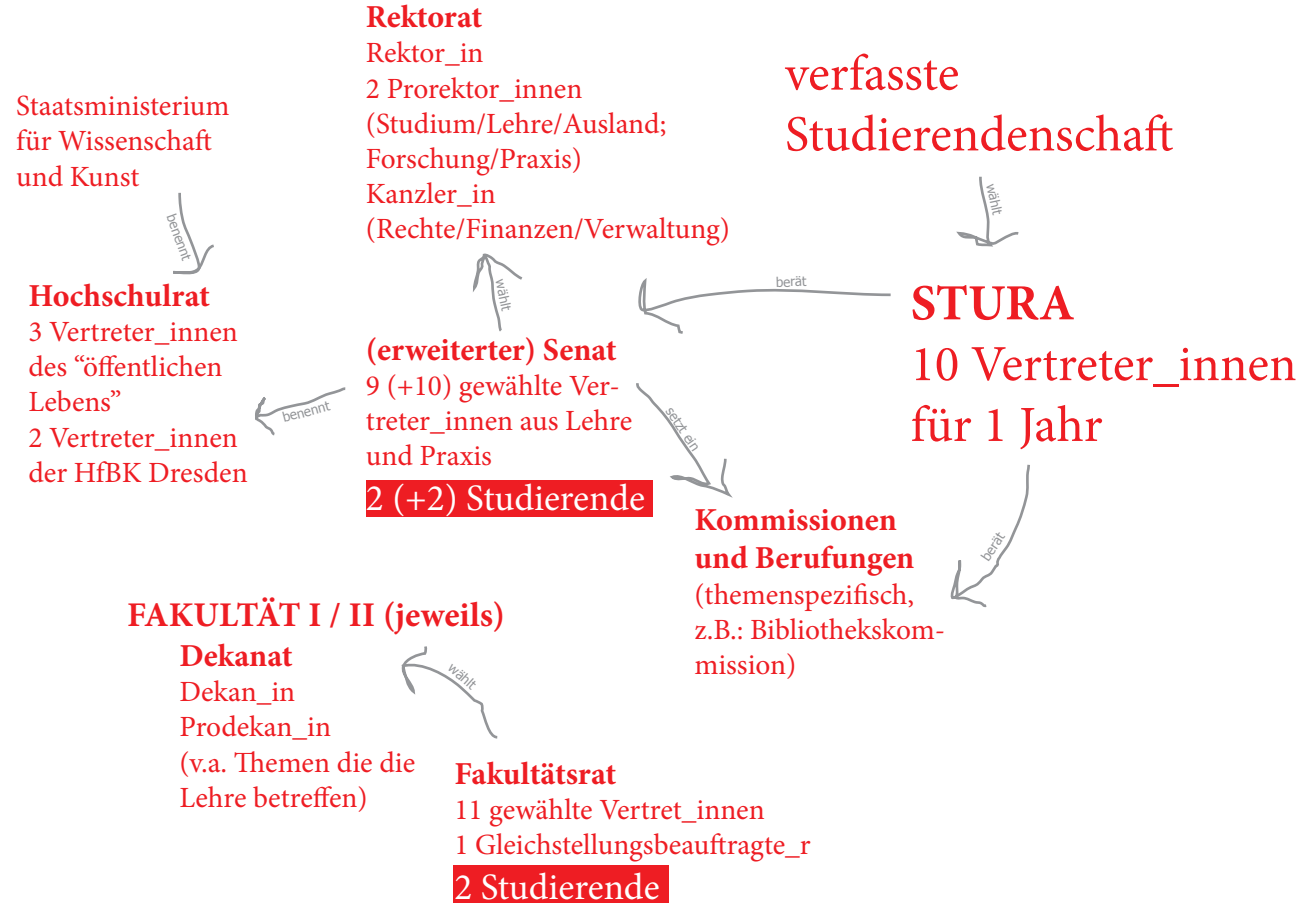 Rektorat
Rektor_in
2 Prorektor_innen
(Studium/Lehre/Ausland;
Forschung/Praxis)
Kanzler_in
(Rechte/Finanzen/Verwaltung)
verfasste
Studierendenschaft
Staatsministerium
für Wissenschaft
und Kunst
benennt
wählt
wählt
berät
Hochschulrat
3 Vertreter_innen
des “öffentlichen
Lebens”
2 Vertreter_innen
der HfBK Dresden
benennt
(erweiterter) Senat
9 (+10) gewählte Ver-
treter_innen aus Lehre
und Praxis
2 (+2) Studierende
setzt ein
STURA
10 Vertreter_innen
für 1 Jahr
berät
Kommissionen
und Berufungen
(themenspezifisch,
z.B.: Bibliothekskom-
mission)
FAKULTÄT I / II (jeweils)
Dekanat
Dekan_in
Prodekan_in
(v.a. Themen die die
Lehre betreffen)
wählt
Fakultätsrat
11 gewählte Vertret_innen
1 Gleichstellungsbeauftragte_r
2 Studierende